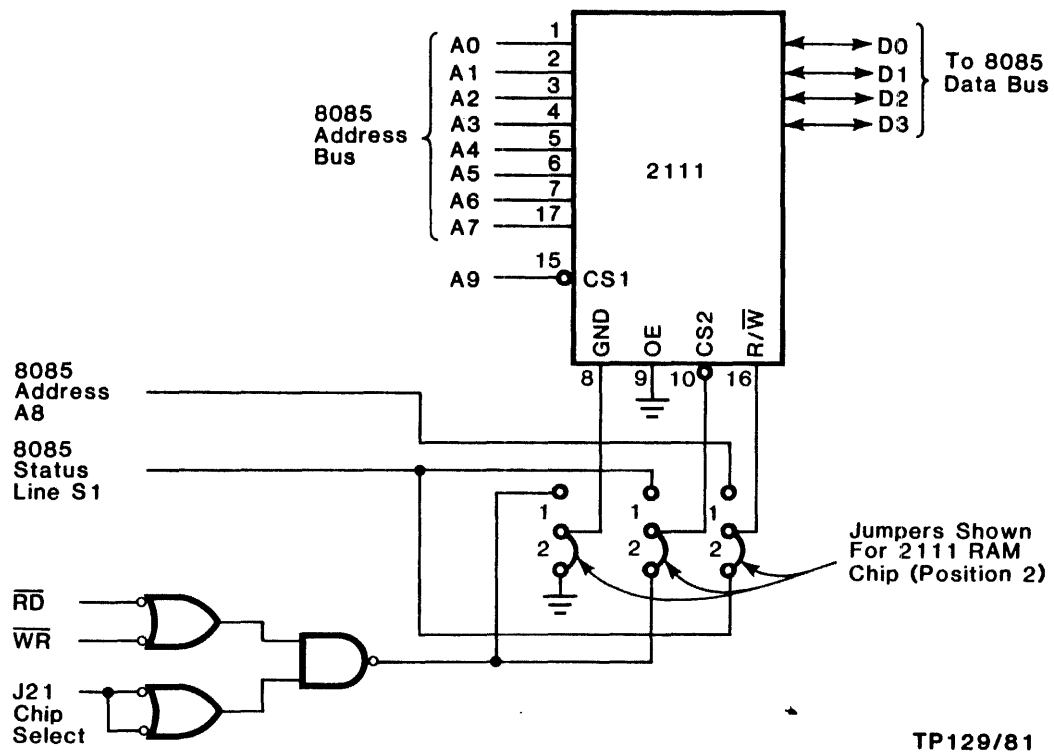 8085
Address
Bus
A0
A1
A2
A3
A4
A5
A6
A7
A9
1
2
3
4
5
6
7
17
15
2111
CS1
GND
OE
CS2
R/W̅
8
9
10
16
D0
D1
D2
D3
To 8085
Data Bus
8085
Address
A8
8085
Status
Line S1
1
2
1
2
1
2
Jumpers Shown
For 2111 RAM
Chip (Position 2)
R̅D̅
W̅R̅
J21
Chip
Select
TP129/81